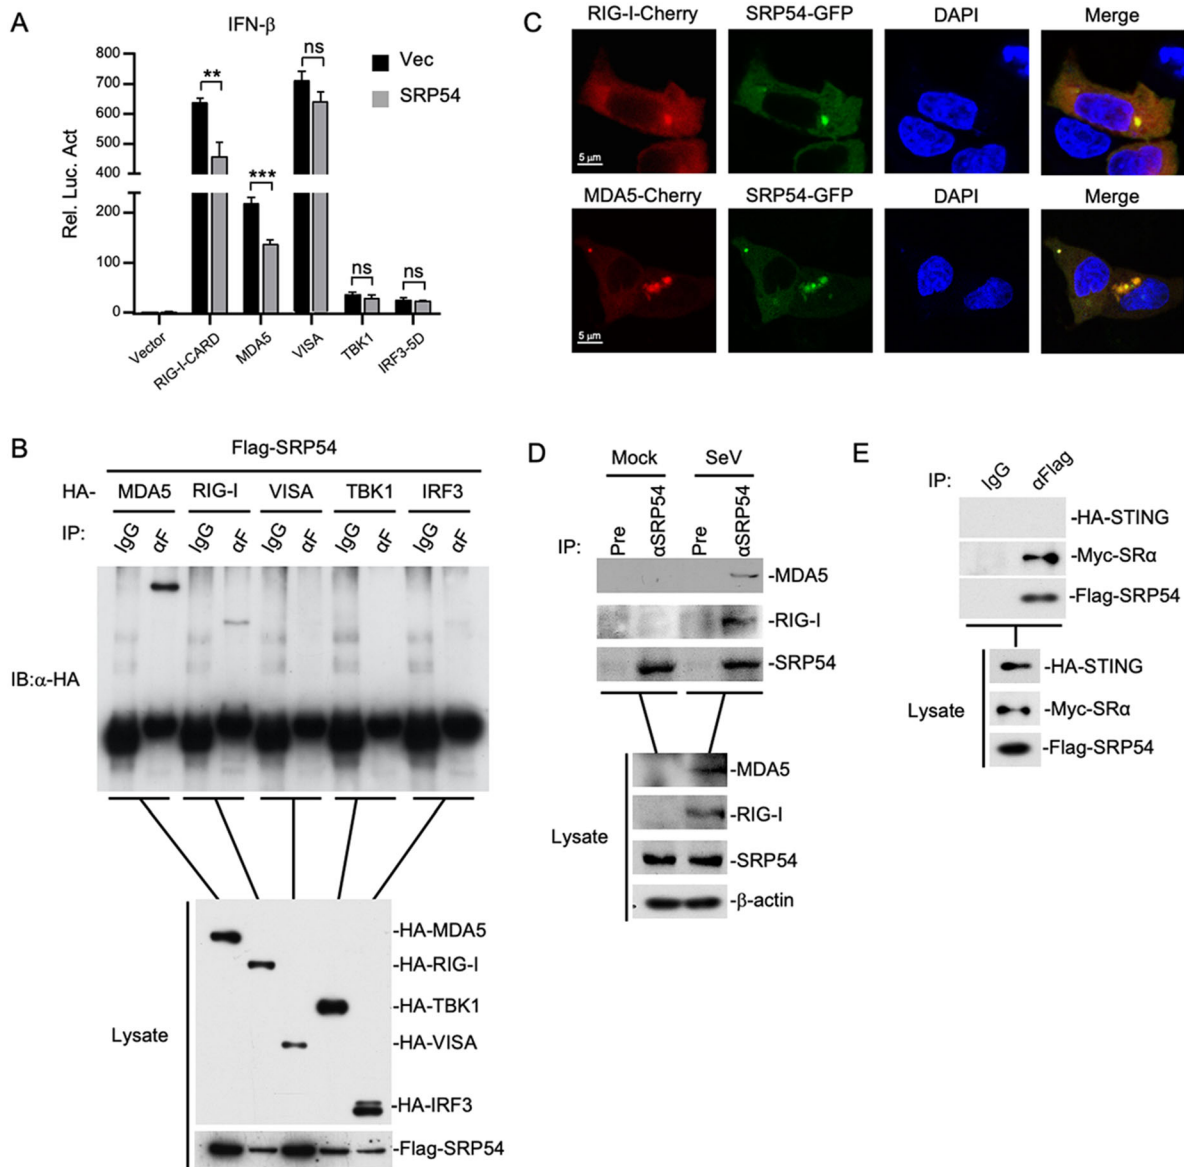 A
IFN-β
800
700
600
500
400
200
100
0
Rel. Luc. Act
** ns
*** ns ns
Vec
SRP54
Vector RIG-I-CARD MDA5 VISA TBK1 IRF3-5D
C
RIG-I-Cherry SRP54-GFP DAPI Merge
5 μm
MDA5-Cherry SRP54-GFP DAPI Merge
5 μm
B
Flag-SRP54
HA- MDA5 RIG-I VISA TBK1 IRF3
IP: IgG αF IgG αF IgG αF IgG αF IgG αF
IB:α-HA
-HA-MDA5
-HA-RIG-I
-HA-TBK1
-HA-VISA
-HA-IRF3
-Flag-SRP54
Lysate
D
Mock SeV
IP: Pre αSRP54 Pre αSRP54
-MDA5
-RIG-I
-SRP54
-MDA5
-RIG-I
-SRP54
-β-actin
Lysate
E
IP: IgG αFlag
-HA-STING
-Myc-SRα
-Flag-SRP54
-HA-STING
-Myc-SRα
-Flag-SRP54
Lysate